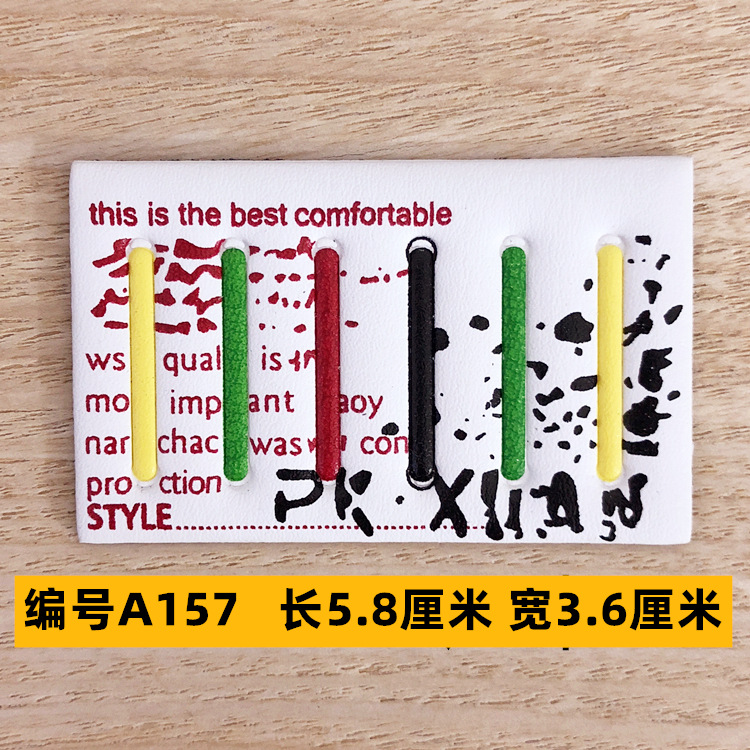 this is the best comfortable
ws qual is
mo imp ant aoy
nar chac was con
pro ction
STYLE
PK
编号A157 长5.8厘米 宽3.6厘米